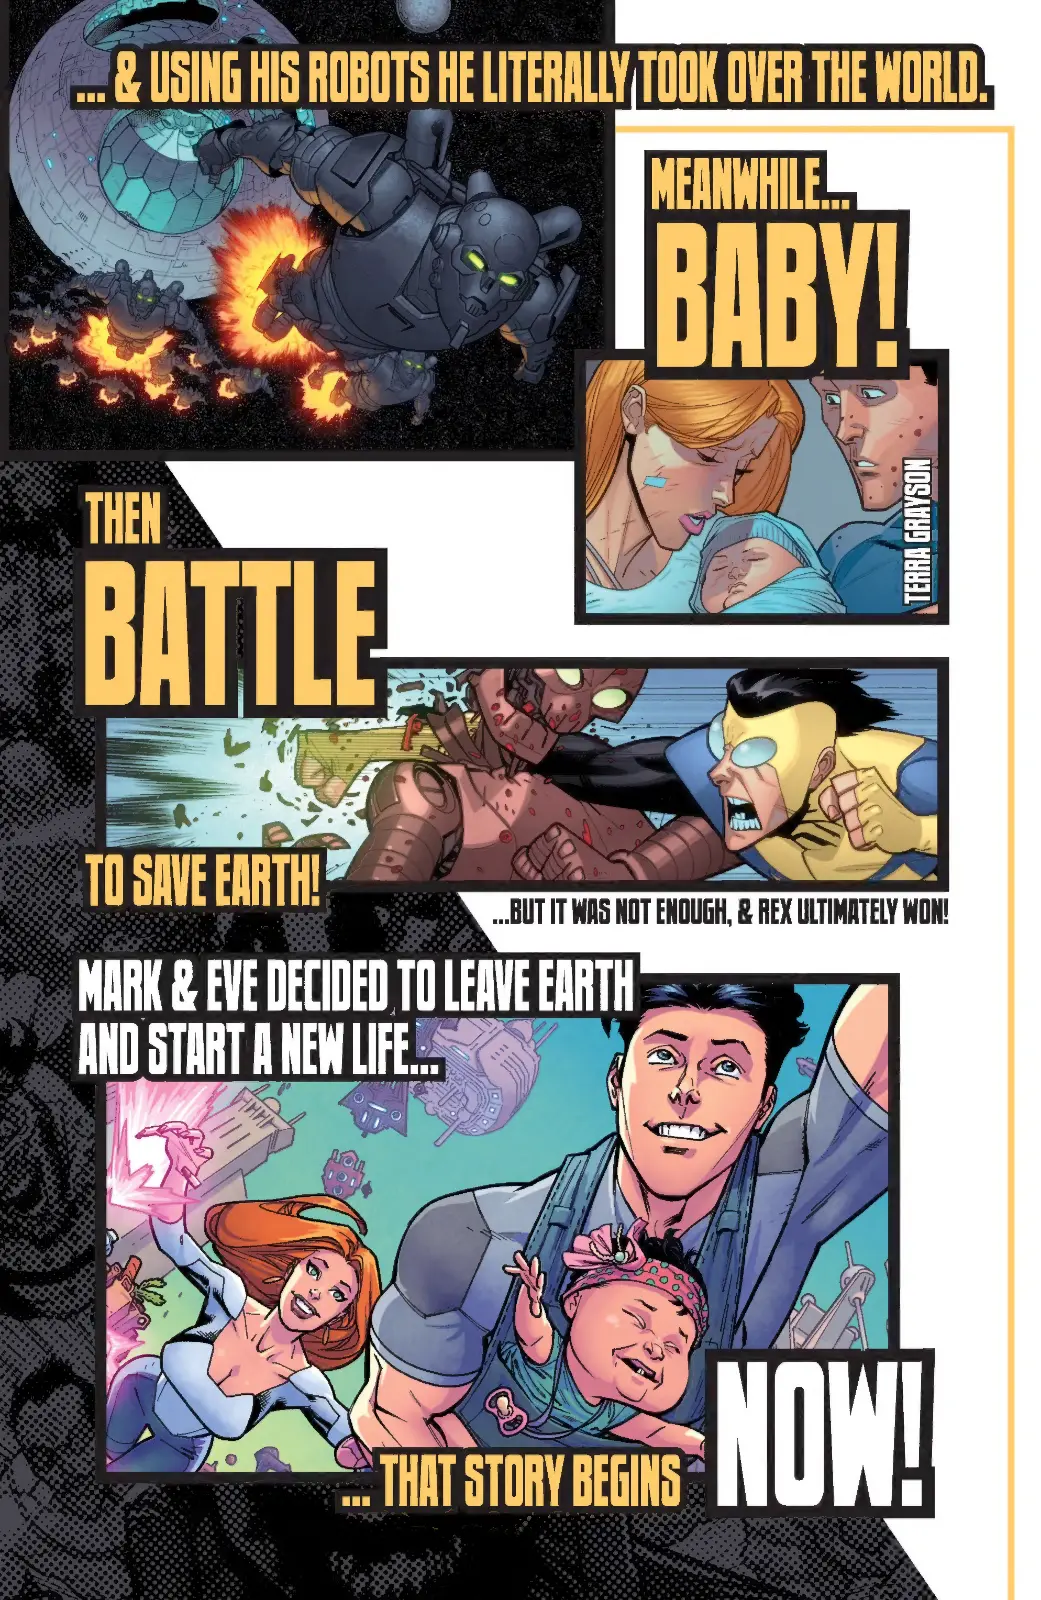 ... & USING HIS ROBOTS HE LITERALLY TOOK OVER THE WORLD.
MEANWHILE...
BABY!
TERRA GRAYSON
THEN
BATTLE
TO SAVE EARTH!
...BUT IT WAS NOT ENOUGH, & REX ULTIMATELY WON!
MARK & EVE DECIDED TO LEAVE EARTH
AND START A NEW LIFE...
... THAT STORY BEGINS
NOW!